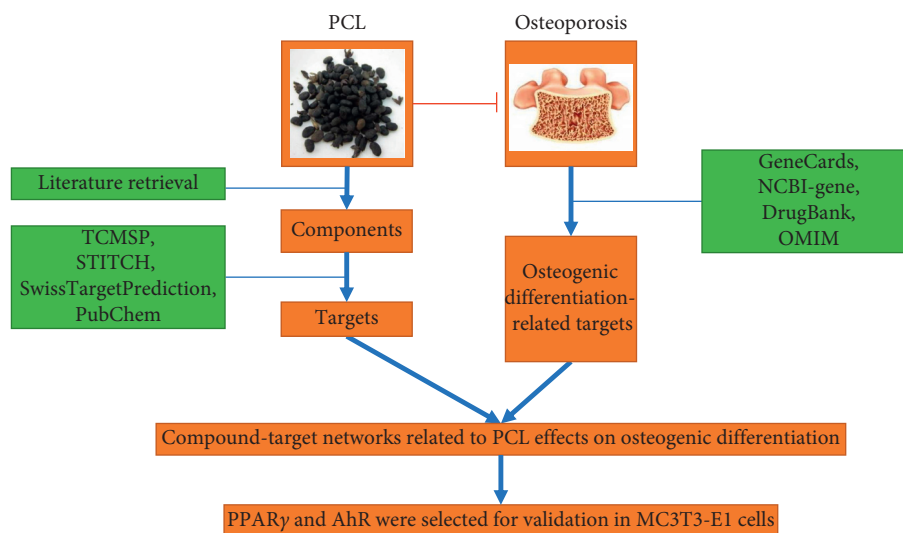 PCL
Osteoporosis
Literature retrieval
Components
TCMSP,
STITCH,
SwissTargetPrediction,
PubChem
Targets
GeneCards,
NCBI-gene,
DrugBank,
OMIM
Osteogenic
differentiation-
related targets
Compound-target networks related to PCL effects on osteogenic differentiation
PPARγ and AhR were selected for validation in MC3T3-E1 cells